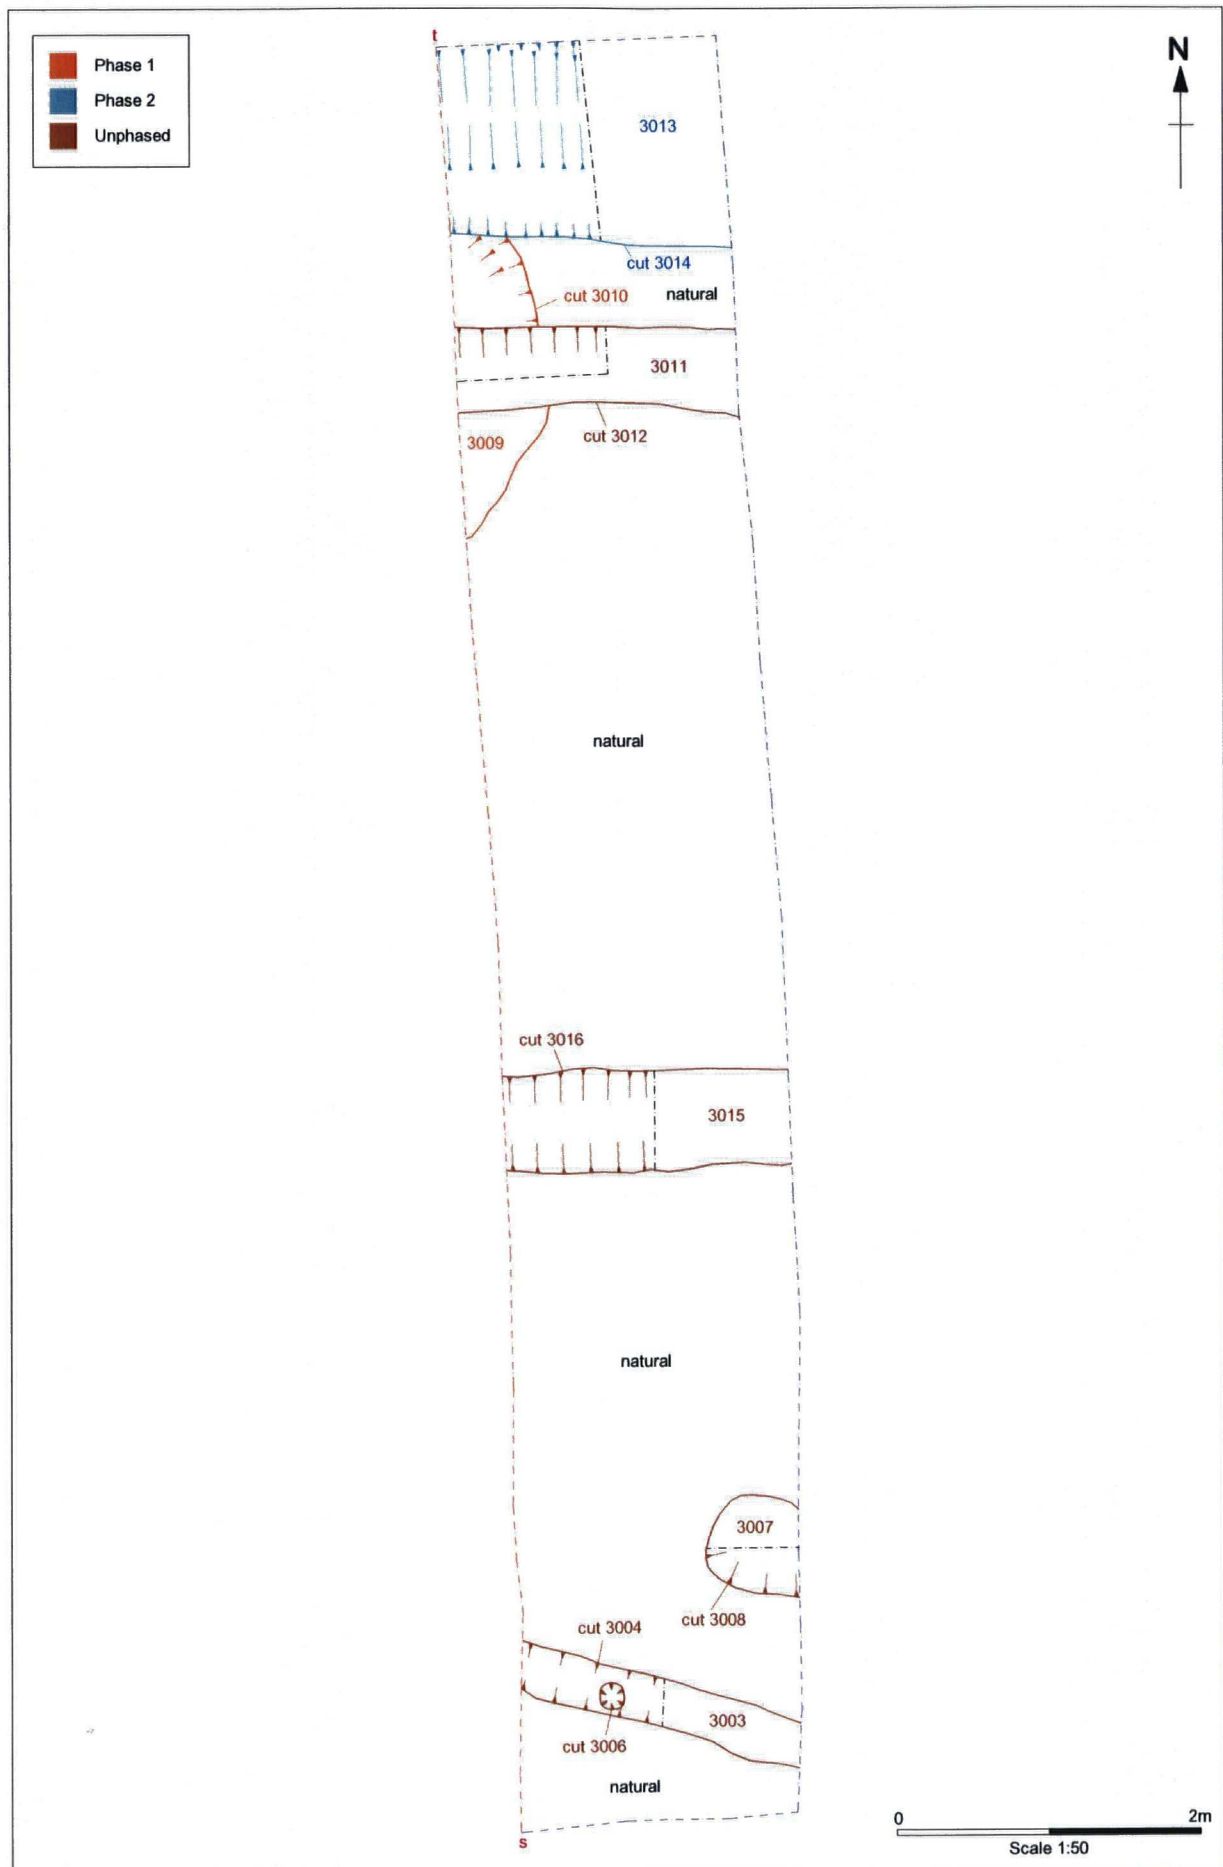 t
N
Phase 1
Phase 2
Unphased
3013
cut 3014
natural
cut 3010
3011
cut 3012
3009
natural
cut 3016
3015
natural
3007
cut 3008
cut 3004
3003
cut 3006
natural
s
0 2m
Scale 1:50